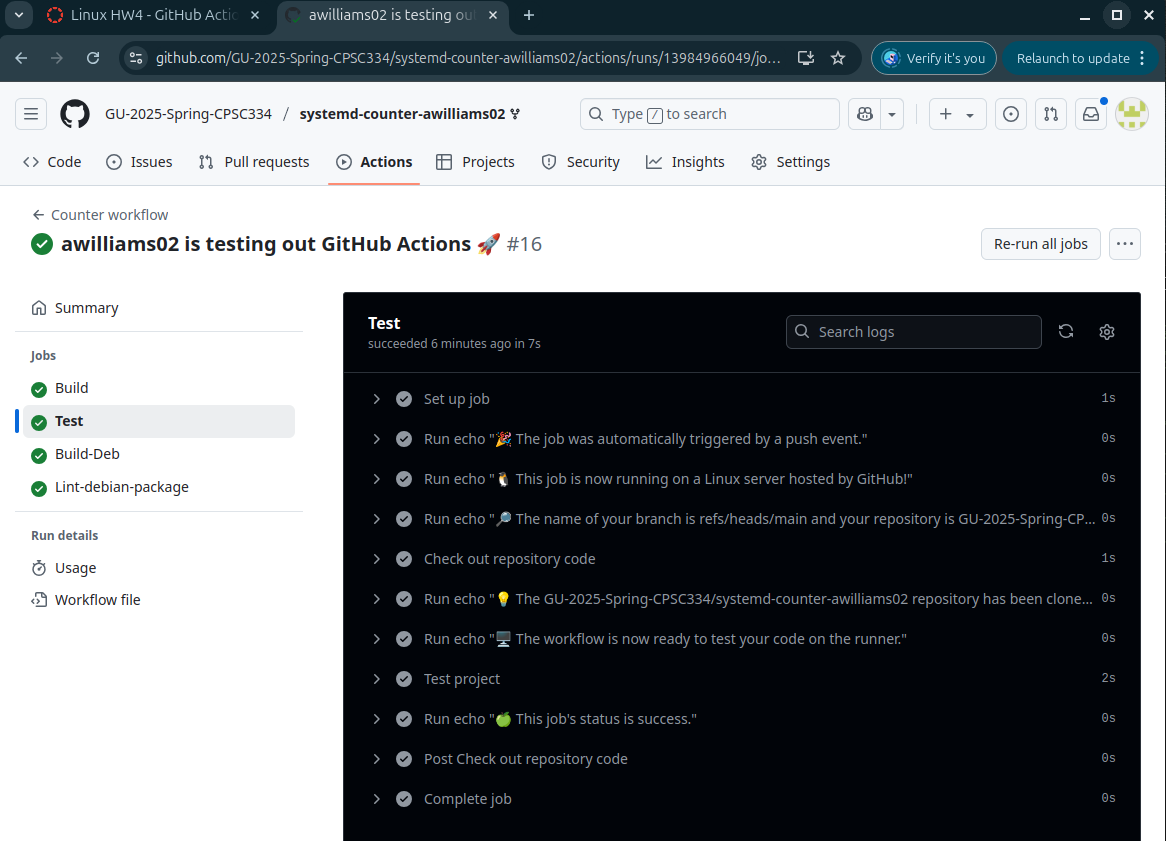 Linux HW4 - GitHub Actic
awilliams02 is testing ou
github.com/GU-2025-Spring-CPSC334/systemd-counter-awilliams02/actions/runs/13984966049/jo...
Verify it's you
Relaunch to update
GU-2025-Spring-CPSC334 / systemd-counter-awilliams02
Type / to search
Code
Issues
Pull requests
Actions
Projects
Security
Insights
Settings
← Counter workflow
awilliams02 is testing out GitHub Actions 🚀 #16
Re-run all jobs
Summary
Jobs
Build
Test
Build-Deb
Lint-debian-package
Run details
Usage
Workflow file
Test
succeeded 6 minutes ago in 7s
Search logs
Set up job 1s
Run echo "🎉 The job was automatically triggered by a push event." 0s
Run echo "🐧 This job is now running on a Linux server hosted by GitHub!" 0s
Run echo "🔎 The name of your branch is refs/heads/main and your repository is GU-2025-Spring-CP... 0s
Check out repository code 1s
Run echo "💡 The GU-2025-Spring-CPSC334/systemd-counter-awilliams02 repository has been clone... 0s
Run echo "🖥️ The workflow is now ready to test your code on the runner." 0s
Test project 2s
Run echo "🍏 This job's status is success." 0s
Post Check out repository code 0s
Complete job 0s